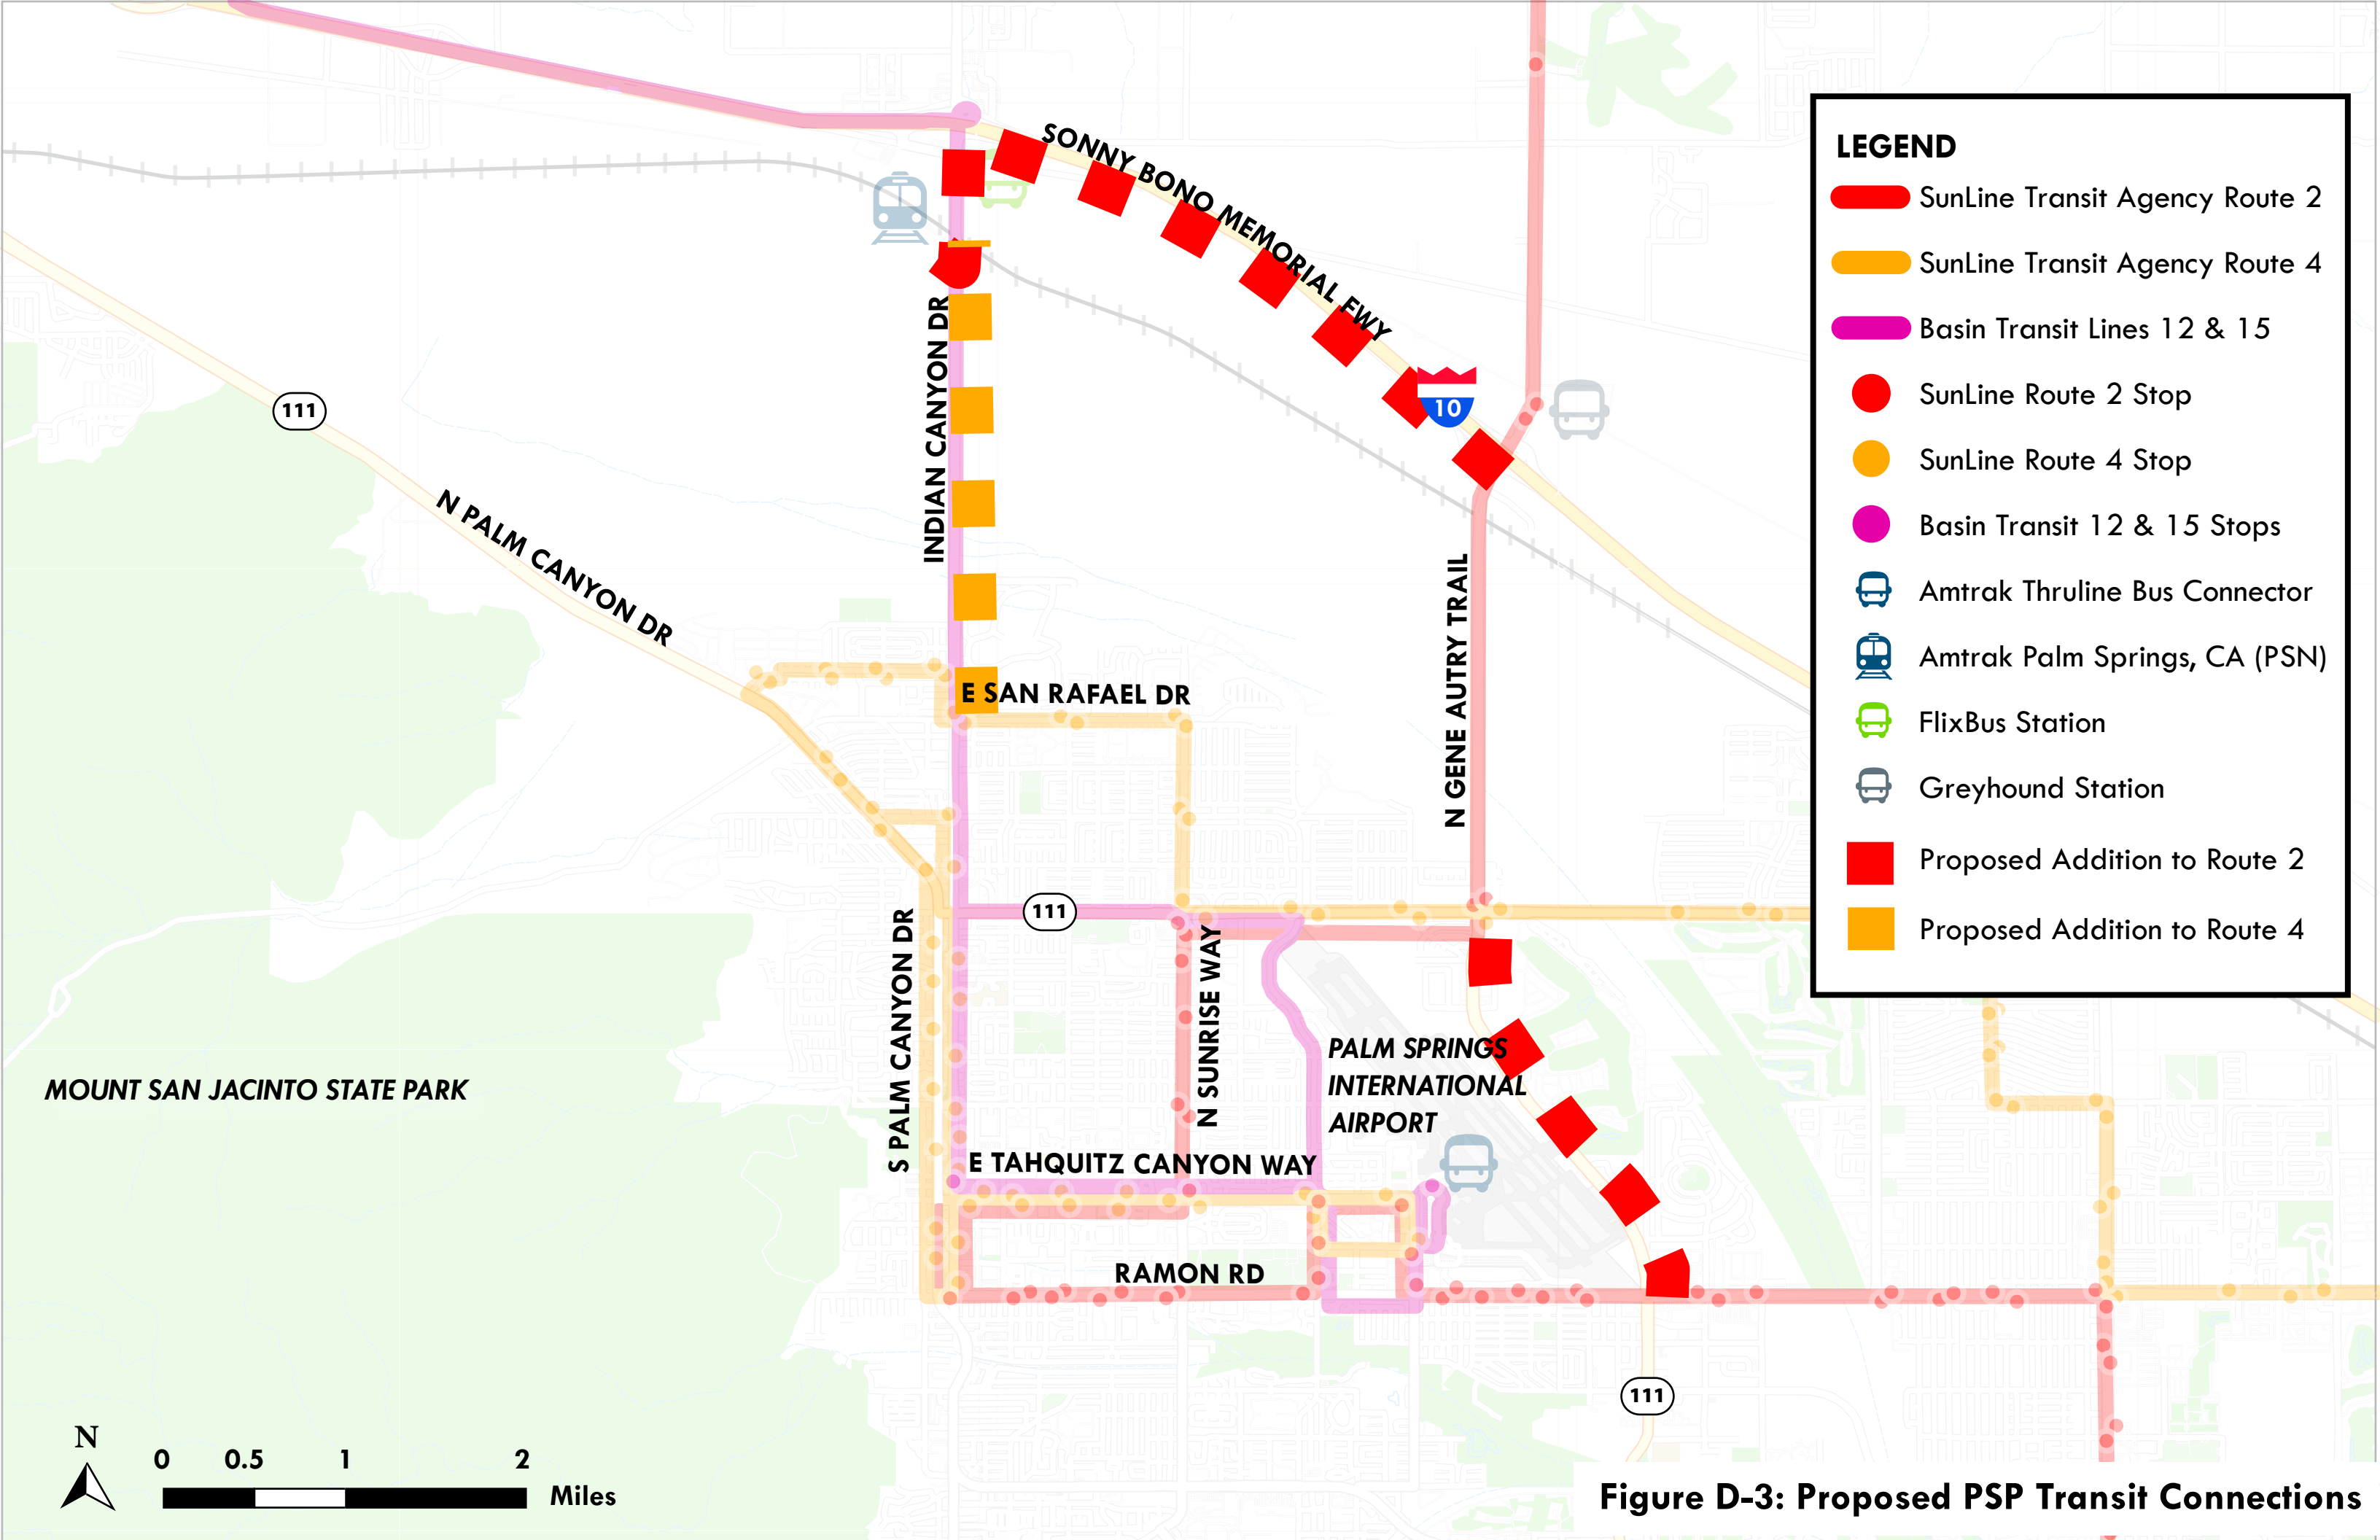 SONNY BONO MEMORIAL FWY
LEGEND
SunLine Transit Agency Route 2
SunLine Transit Agency Route 4
Basin Transit Lines 12 & 15
SunLine Route 2 Stop
SunLine Route 4 Stop
Basin Transit 12 & 15 Stops
Amtrak Thruline Bus Connector
Amtrak Palm Springs, CA (PSN)
FlixBus Station
Greyhound Station
Proposed Addition to Route 2
Proposed Addition to Route 4
INDIAN CANYON DR
10
111
N PALM CANYON DR
N GENE AUTRY TRAIL
E SAN RAFAEL DR
111
S PALM CANYON DR
N SUNRISE WAY
PALM SPRINGS
INTERNATIONAL
AIRPORT
MOUNT SAN JACINTO STATE PARK
E TAHQUITZ CANYON WAY
RAMON RD
111
N
0 0.5 1 2
Miles
Figure D-3: Proposed PSP Transit Connections